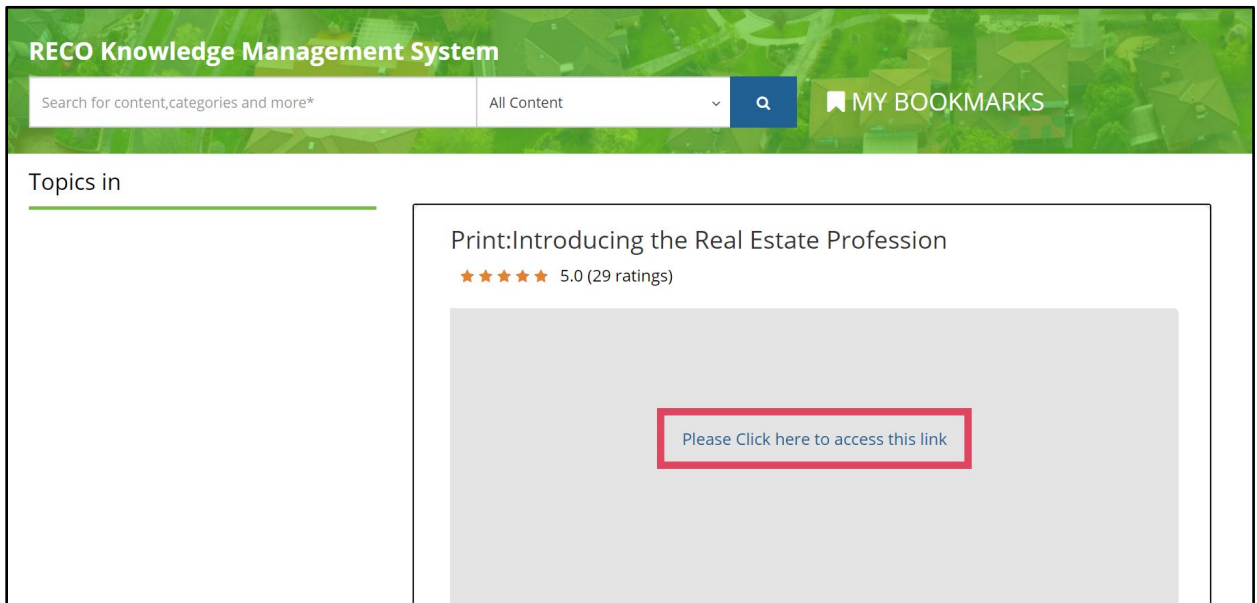 RECO Knowledge Management System
Search for content,categories and more*
All Content
MY BOOKMARKS
Topics in
Print:Introducing the Real Estate Profession
5.0 (29 ratings)
Please Click here to access this link